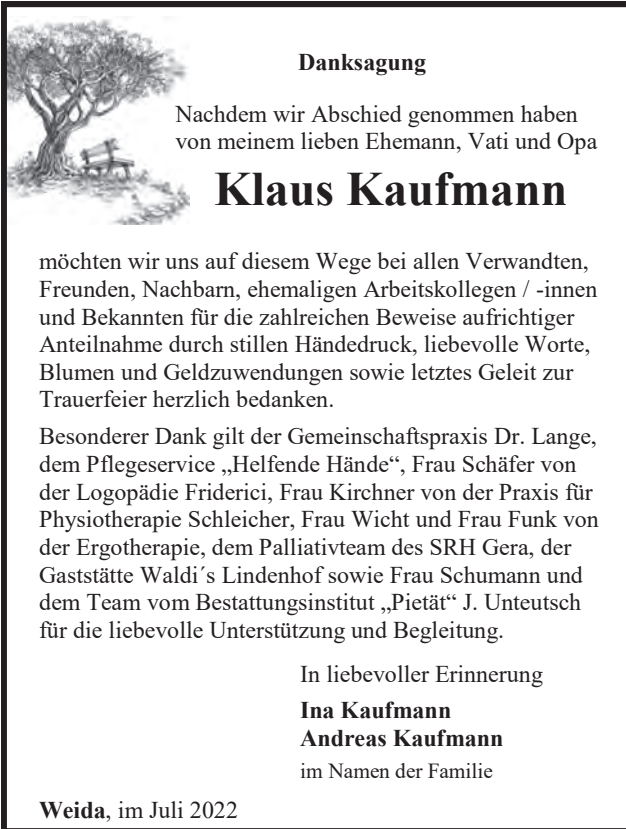 Danksagung
Nachdem wir Abschied genommen haben
von meinem lieben Ehemann, Vati und Opa
Klaus Kaufmann
möchten wir uns auf diesem Wege bei allen Verwandten,
Freunden, Nachbarn, ehemaligen Arbeitskollegen / -innen
und Bekannten für die zahlreichen Beweise aufrichtiger
Anteilnahme durch stillen Händedruck, liebevolle Worte,
Blumen und Geldzuwendungen sowie letztes Geleit zur
Trauerfeier herzlich bedanken.
Besonderer Dank gilt der Gemeinschaftspraxis Dr. Lange,
dem Pflegeservice „Helfende Hände“, Frau Schäfer von
der Logopädie Friderici, Frau Kirchner von der Praxis für
Physiotherapie Schleicher, Frau Wicht und Frau Funk von
der Ergotherapie, dem Palliativteam des SRH Gera, der
Gaststätte Waldi´s Lindenhof sowie Frau Schumann und
dem Team vom Bestattungsinstitut „Pietät“ J. Unteutsch
für die liebevolle Unterstützung und Begleitung.
In liebevoller Erinnerung
Ina Kaufmann
Andreas Kaufmann
im Namen der Familie
Weida, im Juli 2022